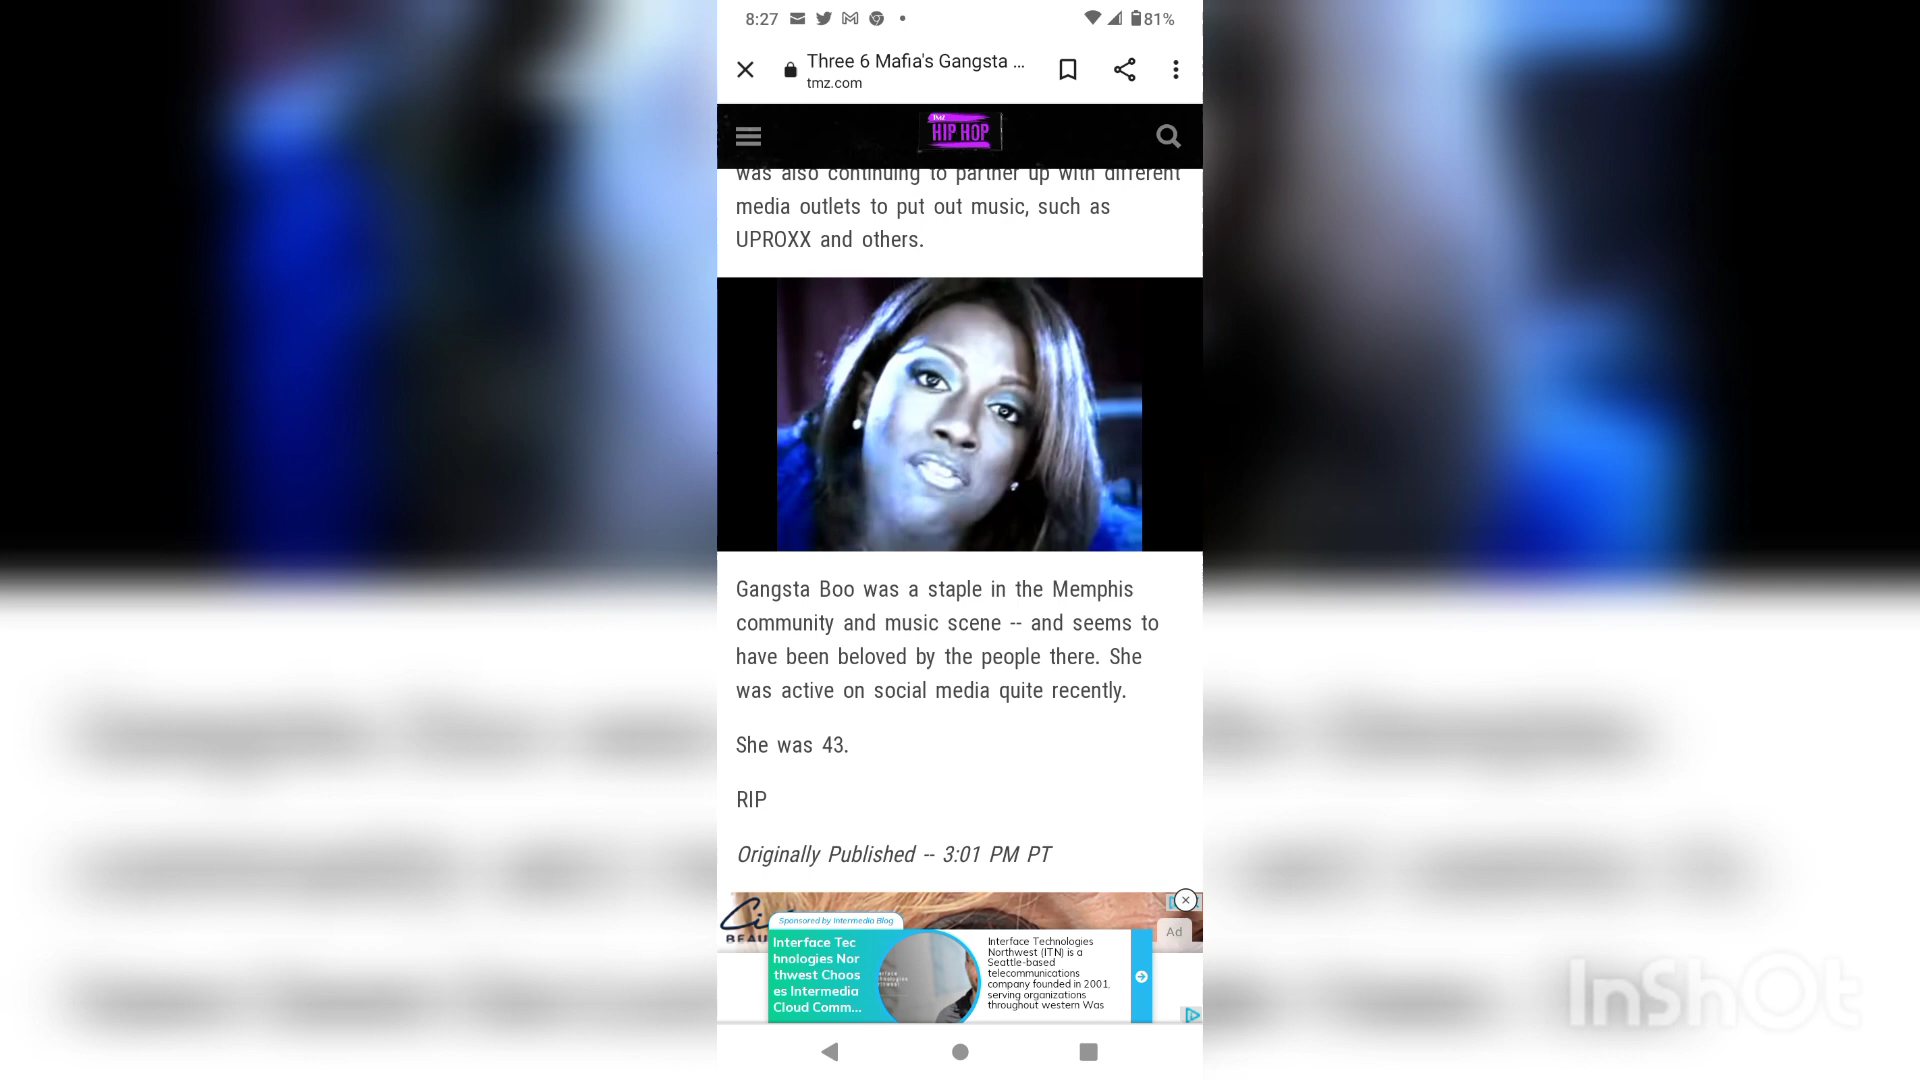 8:27
81%
Three 6 Mafia's Gangsta ...
tmz.com
TMZ
HIP HOP
was also continuing to partner up with different
media outlets to put out music, such as
UPROXX and others.
Gangsta Boo was a staple in the Memphis
community and music scene -- and seems to
have been beloved by the people there. She
was active on social media quite recently.
She was 43.
RIP
Originally Published -- 3:01 PM PT
Sponsored by Intermedia Blog
Ad
Interface Tec
hnologies Nor
thwest Choos
es Intermedia
Cloud Comm...
Interface Technologies
Northwest (ITN) is a
Seattle-based
telecommunications
company founded in 2001,
serving organizations
throughout western Was
InShOt